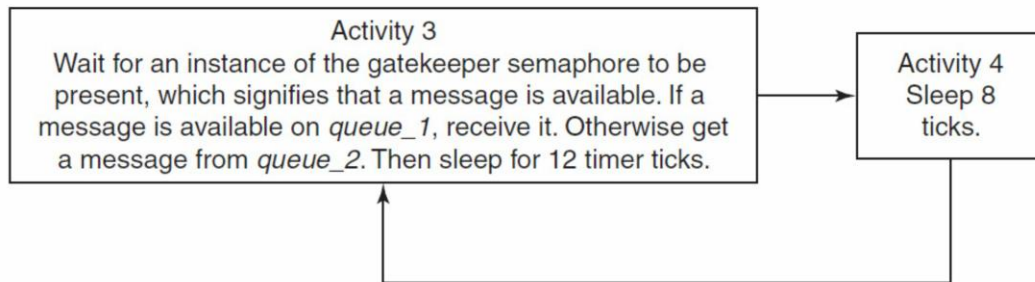 Activity 3
Wait for an instance of the gatekeeper semaphore to be
present, which signifies that a message is available. If a
message is available on queue_1, receive it. Otherwise get
a message from queue_2. Then sleep for 12 timer ticks.
Activity 4
Sleep 8
ticks.